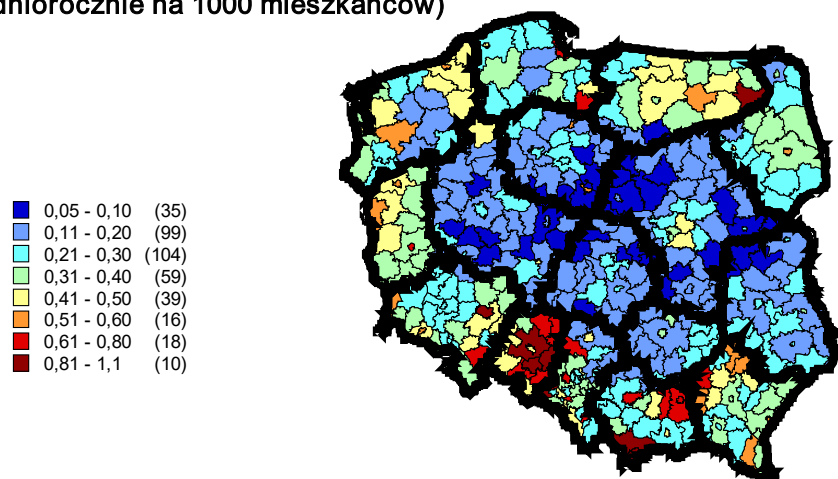 na 1000 mieszkańców)
0,05 - 0,10 (35)
0,11 - 0,20 (99)
0,21 - 0,30 (104)
0,31 - 0,40 (59)
0,41 - 0,50 (39)
0,51 - 0,60 (16)
0,61 - 0,80 (18)
0,81 - 1,1 (10)